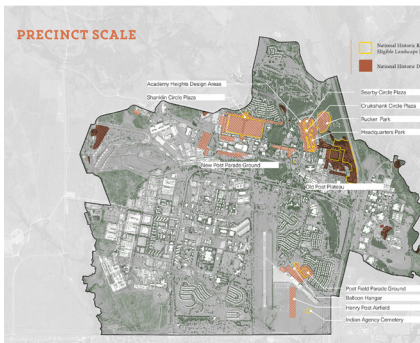 PRECINCT SCALE
National Historic
Eligible Landscape
National Historic
Academy Heights Design Areas
Shanklin Circle Plaza
Searby Circle Plaza
Cruikshank Circle Plaza
Rucker Park
Headquarters Park
New Post Parade Ground
Old Post Plateau
Post Field Parade Ground
Balloon Hangar
Henry Post Airfield
Indian Agency Cemetery